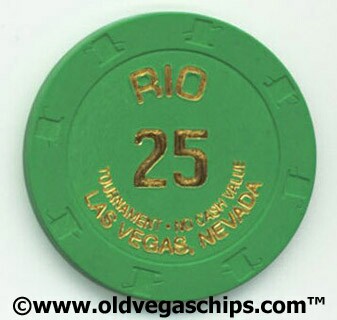 RIO
25
TOURNAMENT • NO CASH VALUE
LAS VEGAS, NEVADA
©www.oldvegaschips.com™